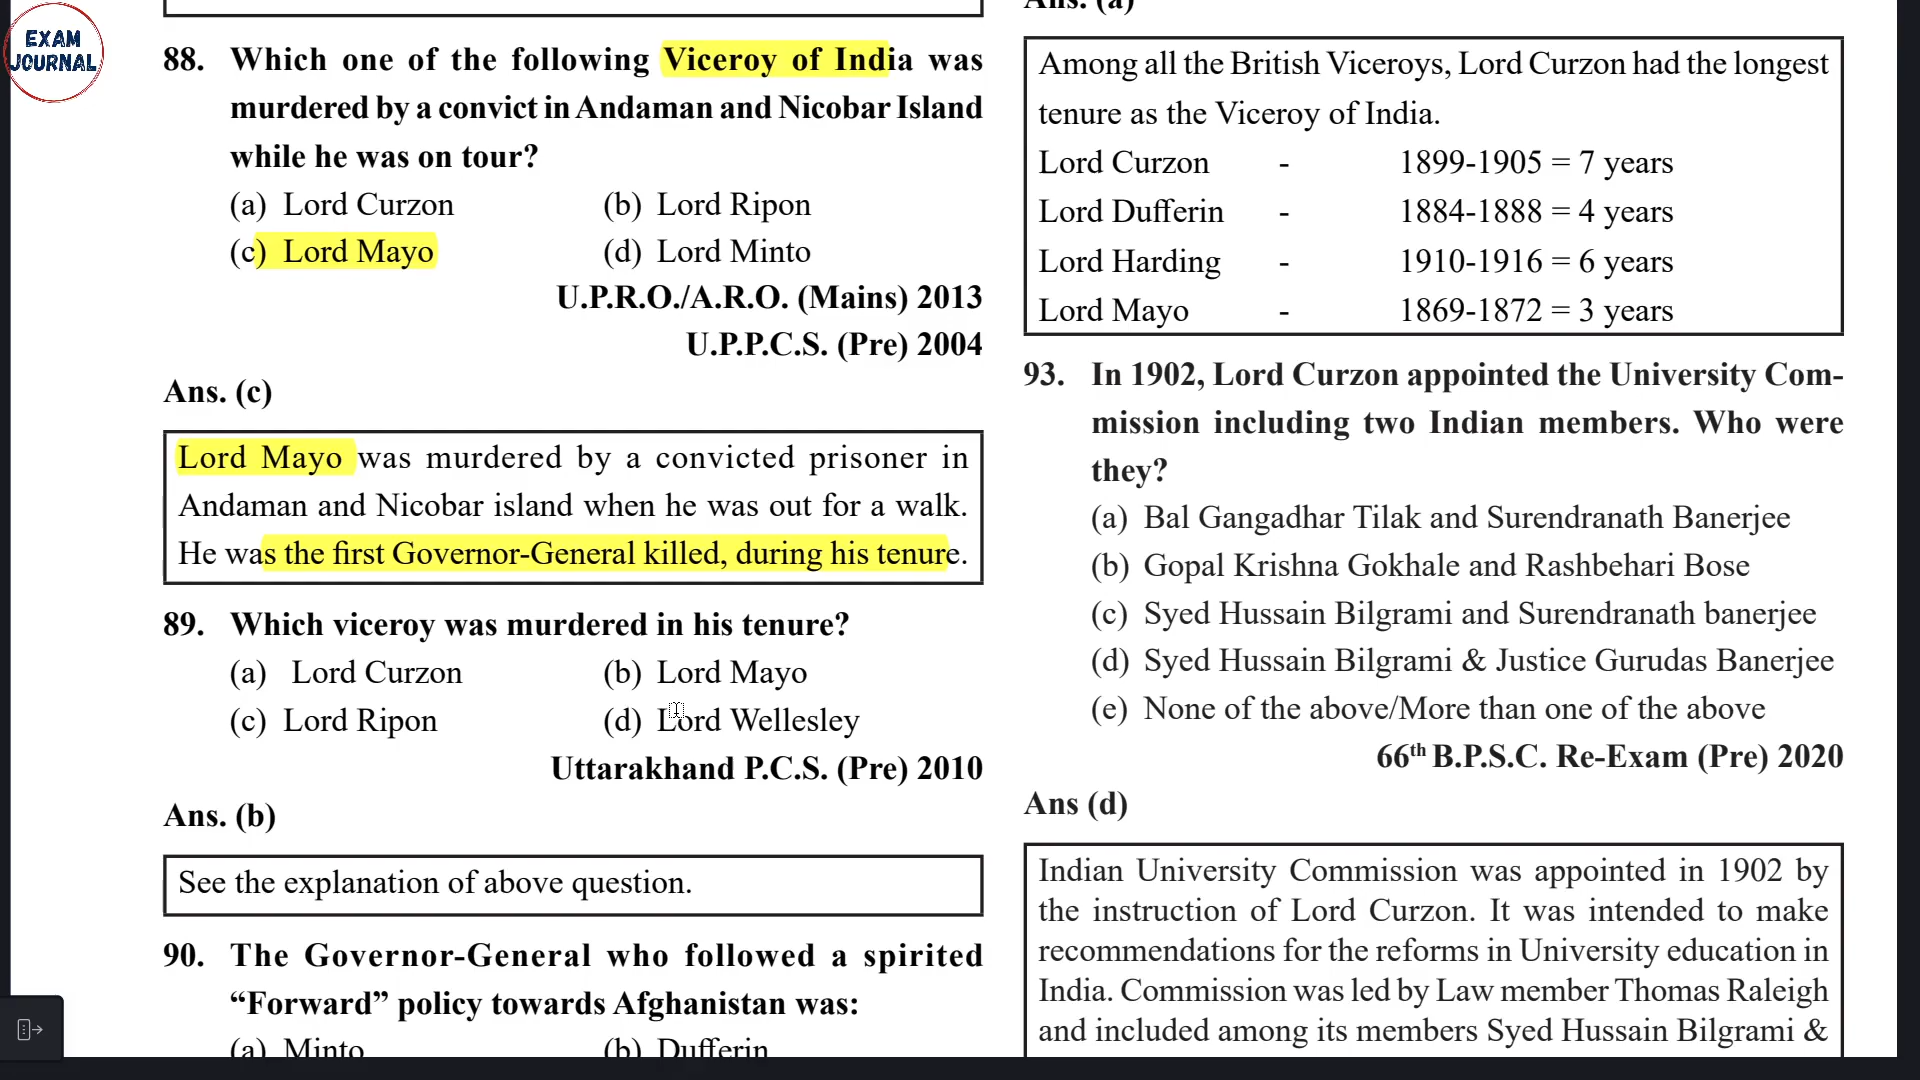 EXAM
JOURNAL
88. Which one of the following Viceroy of India was
murdered by a convict in Andaman and Nicobar Island
while he was on tour?
(a) Lord Curzon (b) Lord Ripon
(c) Lord Mayo (d) Lord Minto
U.P.R.O./A.R.O. (Mains) 2013
U.P.P.C.S. (Pre) 2004
Ans. (c)
Lord Mayo was murdered by a convicted prisoner in
Andaman and Nicobar island when he was out for a walk.
He was the first Governor-General killed, during his tenure.
89. Which viceroy was murdered in his tenure?
(a) Lord Curzon (b) Lord Mayo
(c) Lord Ripon (d) Lord Wellesley
Uttarakhand P.C.S. (Pre) 2010
Ans. (b)
See the explanation of above question.
90. The Governor-General who followed a spirited
“Forward” policy towards Afghanistan was:
(a) Minto (b) Dufferin
Ans. (a)
Among all the British Viceroys, Lord Curzon had the longest
tenure as the Viceroy of India.
Lord Curzon - 1899-1905 = 7 years
Lord Dufferin - 1884-1888 = 4 years
Lord Harding - 1910-1916 = 6 years
Lord Mayo - 1869-1872 = 3 years
93. In 1902, Lord Curzon appointed the University Com-
mission including two Indian members. Who were
they?
(a) Bal Gangadhar Tilak and Surendranath Banerjee
(b) Gopal Krishna Gokhale and Rashbehari Bose
(c) Syed Hussain Bilgrami and Surendranath banerjee
(d) Syed Hussain Bilgrami & Justice Gurudas Banerjee
(e) None of the above/More than one of the above
66th B.P.S.C. Re-Exam (Pre) 2020
Ans (d)
Indian University Commission was appointed in 1902 by
the instruction of Lord Curzon. It was intended to make
recommendations for the reforms in University education in
India. Commission was led by Law member Thomas Raleigh
and included among its members Syed Hussain Bilgrami &